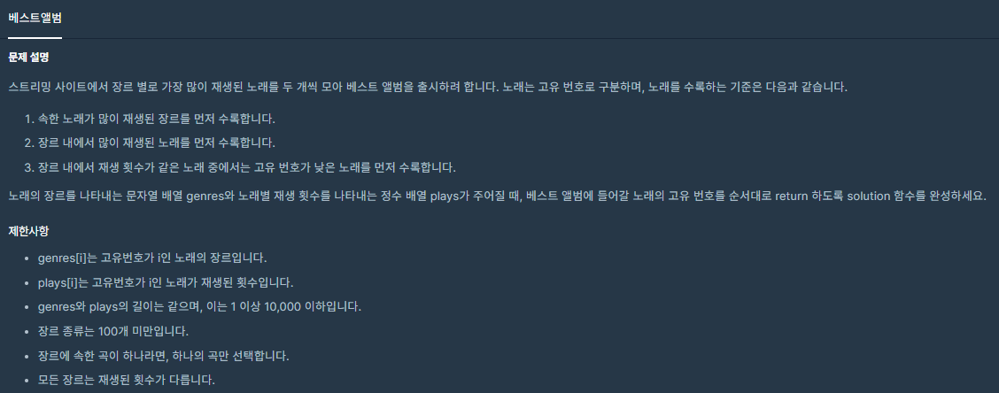 베스트앨범
문제 설명
스트리밍 사이트에서 장르 별로 가장 많이 재생된 노래를 두 개씩 모아 베스트 앨범을 출시하려 합니다. 노래는 고유 번호로 구분하며, 노래를 수록하는 기준은 다음과 같습니다.
1. 속한 노래가 많이 재생된 장르를 먼저 수록합니다.
2. 장르 내에서 많이 재생된 노래를 먼저 수록합니다.
3. 장르 내에서 재생 횟수가 같은 노래 중에서는 고유 번호가 낮은 노래를 먼저 수록합니다.
노래의 장르를 나타내는 문자열 배열 genres와 노래별 재생 횟수를 나타내는 정수 배열 plays가 주어질 때, 베스트 앨범에 들어갈 노래의 고유 번호를 순서대로 return 하도록 solution 함수를 완성하세요.
제한사항
• genres[i]는 고유번호가 i인 노래의 장르입니다.
• plays[i]는 고유번호가 i인 노래가 재생된 횟수입니다.
• genres와 plays의 길이는 같으며, 이는 1 이상 10,000 이하입니다.
• 장르 종류는 100개 미만입니다.
• 장르에 속한 곡이 하나라면, 하나의 곡만 선택합니다.
• 모든 장르는 재생된 횟수가 다릅니다.